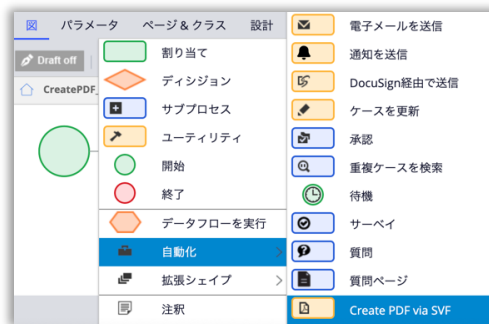 図 パラメータ ページ & クラス 設計
Draft off
CreatePDF_
割り当て
ディシジョン
サブプロセス
ユーティリティ
開始
終了
データフローを実行
自動化
拡張シェイプ
注釈
電子メールを送信
通知を送信
DocuSign経由で送信
ケースを更新
承認
重複ケースを検索
待機
サーベイ
質問
質問ページ
Create PDF via SVF